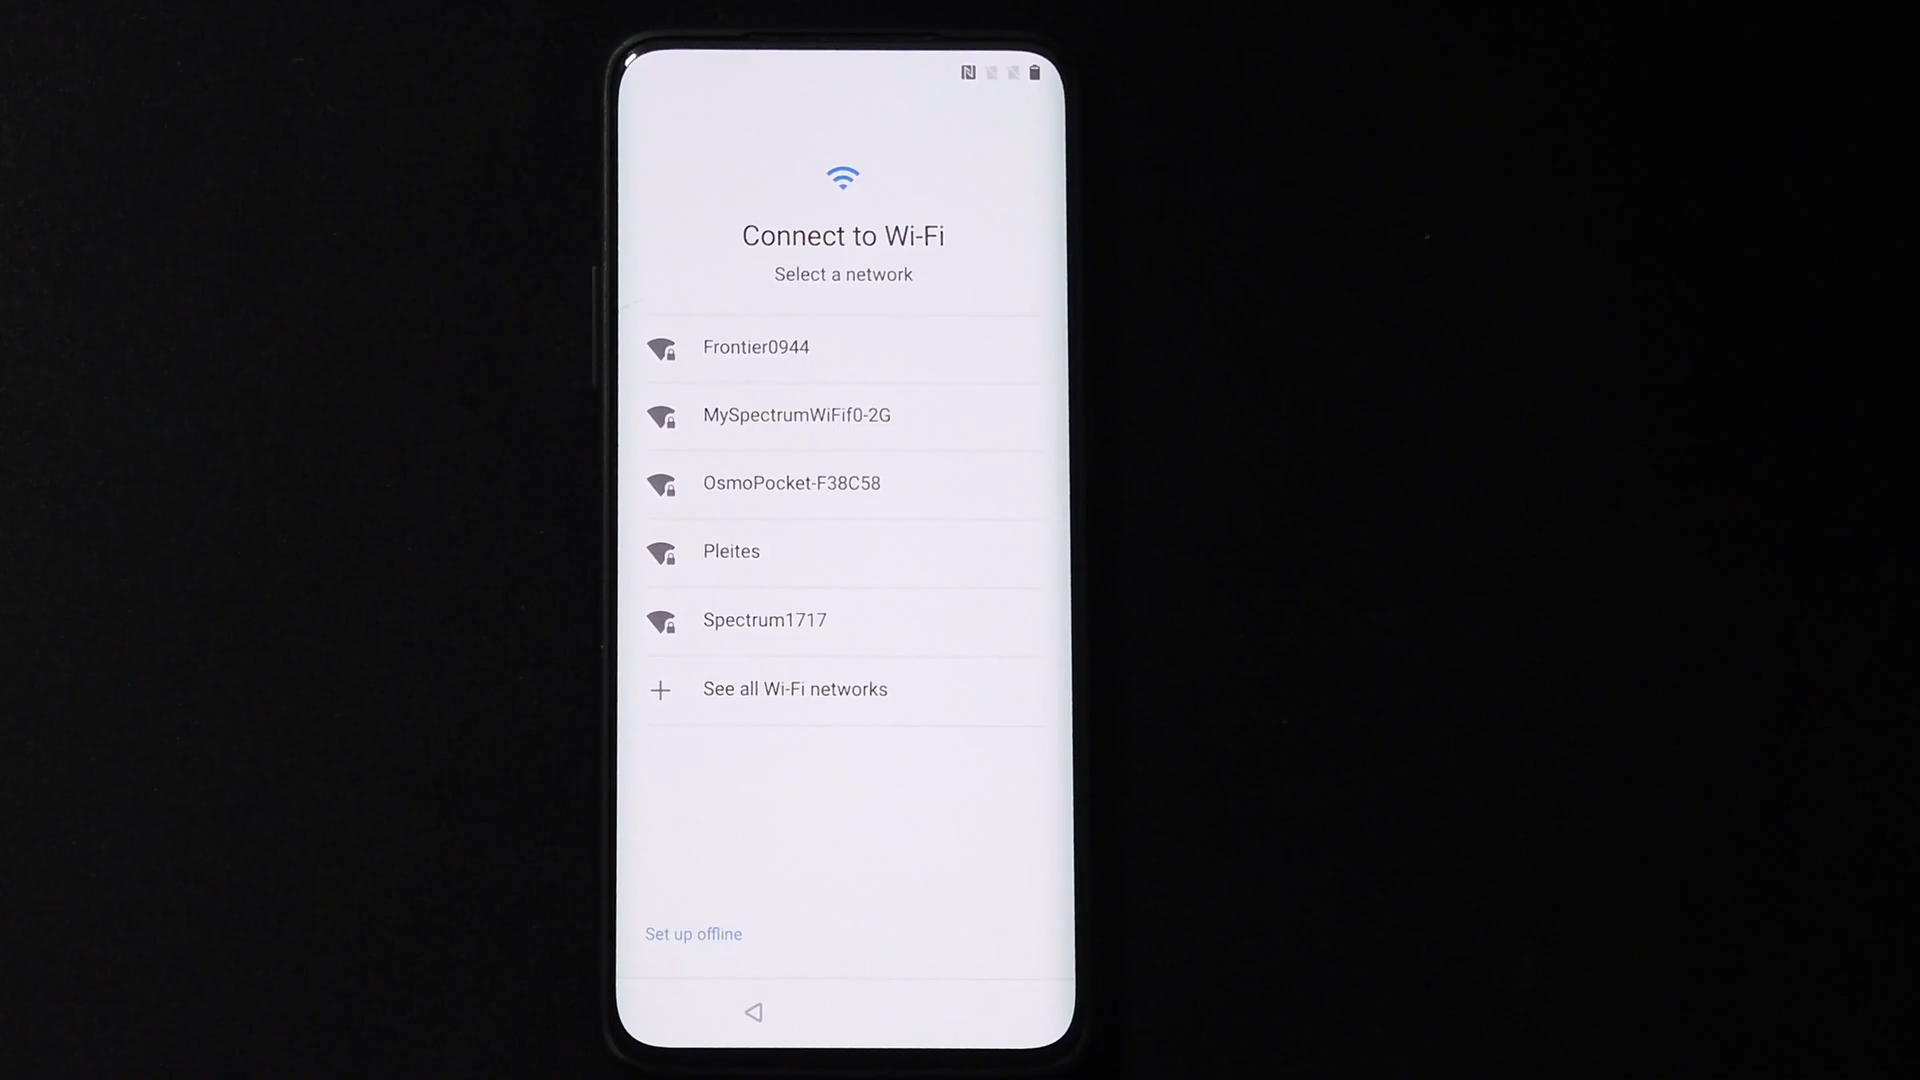 Connect to Wi-Fi
Select a network
Frontier0944
MySpectrumWiFif0-2G
OsmoPocket-F38C58
Pleites
Spectrum1717
See all Wi-Fi networks
Set up offline